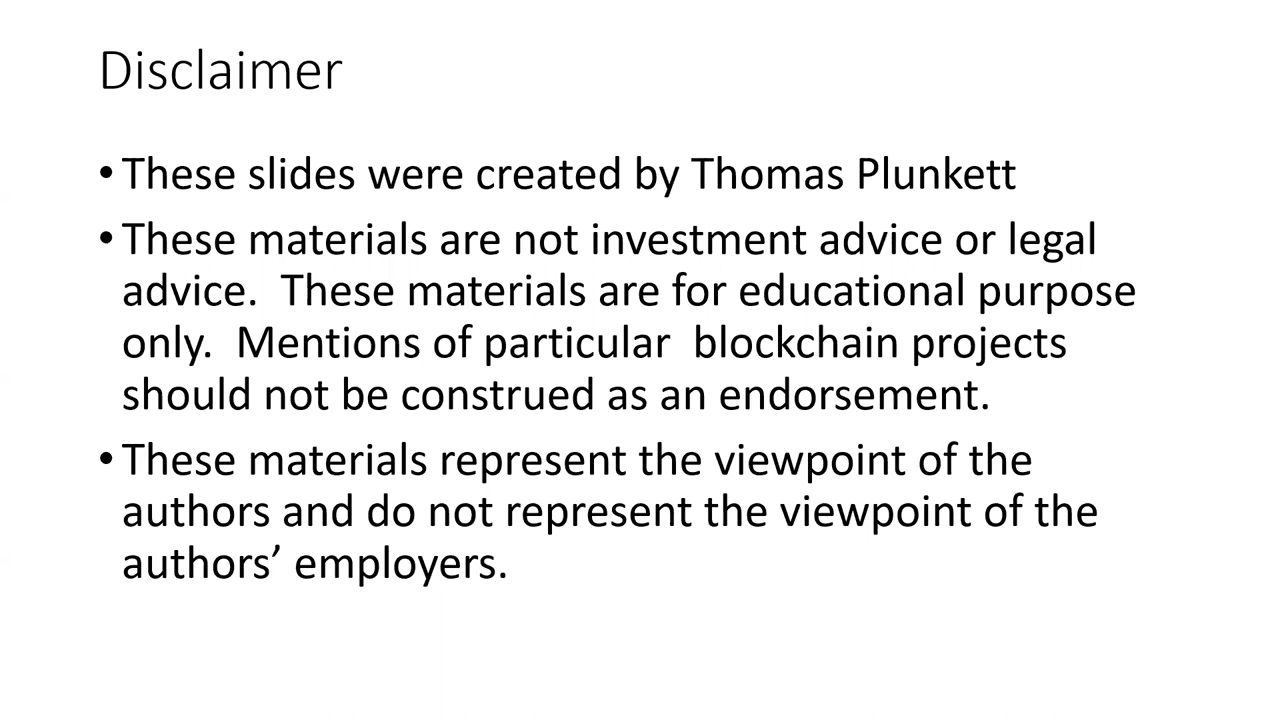 Disclaimer
•These slides were created by Thomas Plunkett
•These materials are not investment advice or legal
advice.  These materials are for educational purpose
only.  Mentions of particular  blockchain projects
should not be construed as an endorsement.
•These materials represent the viewpoint of the
authors and do not represent the viewpoint of the
authors’ employers.